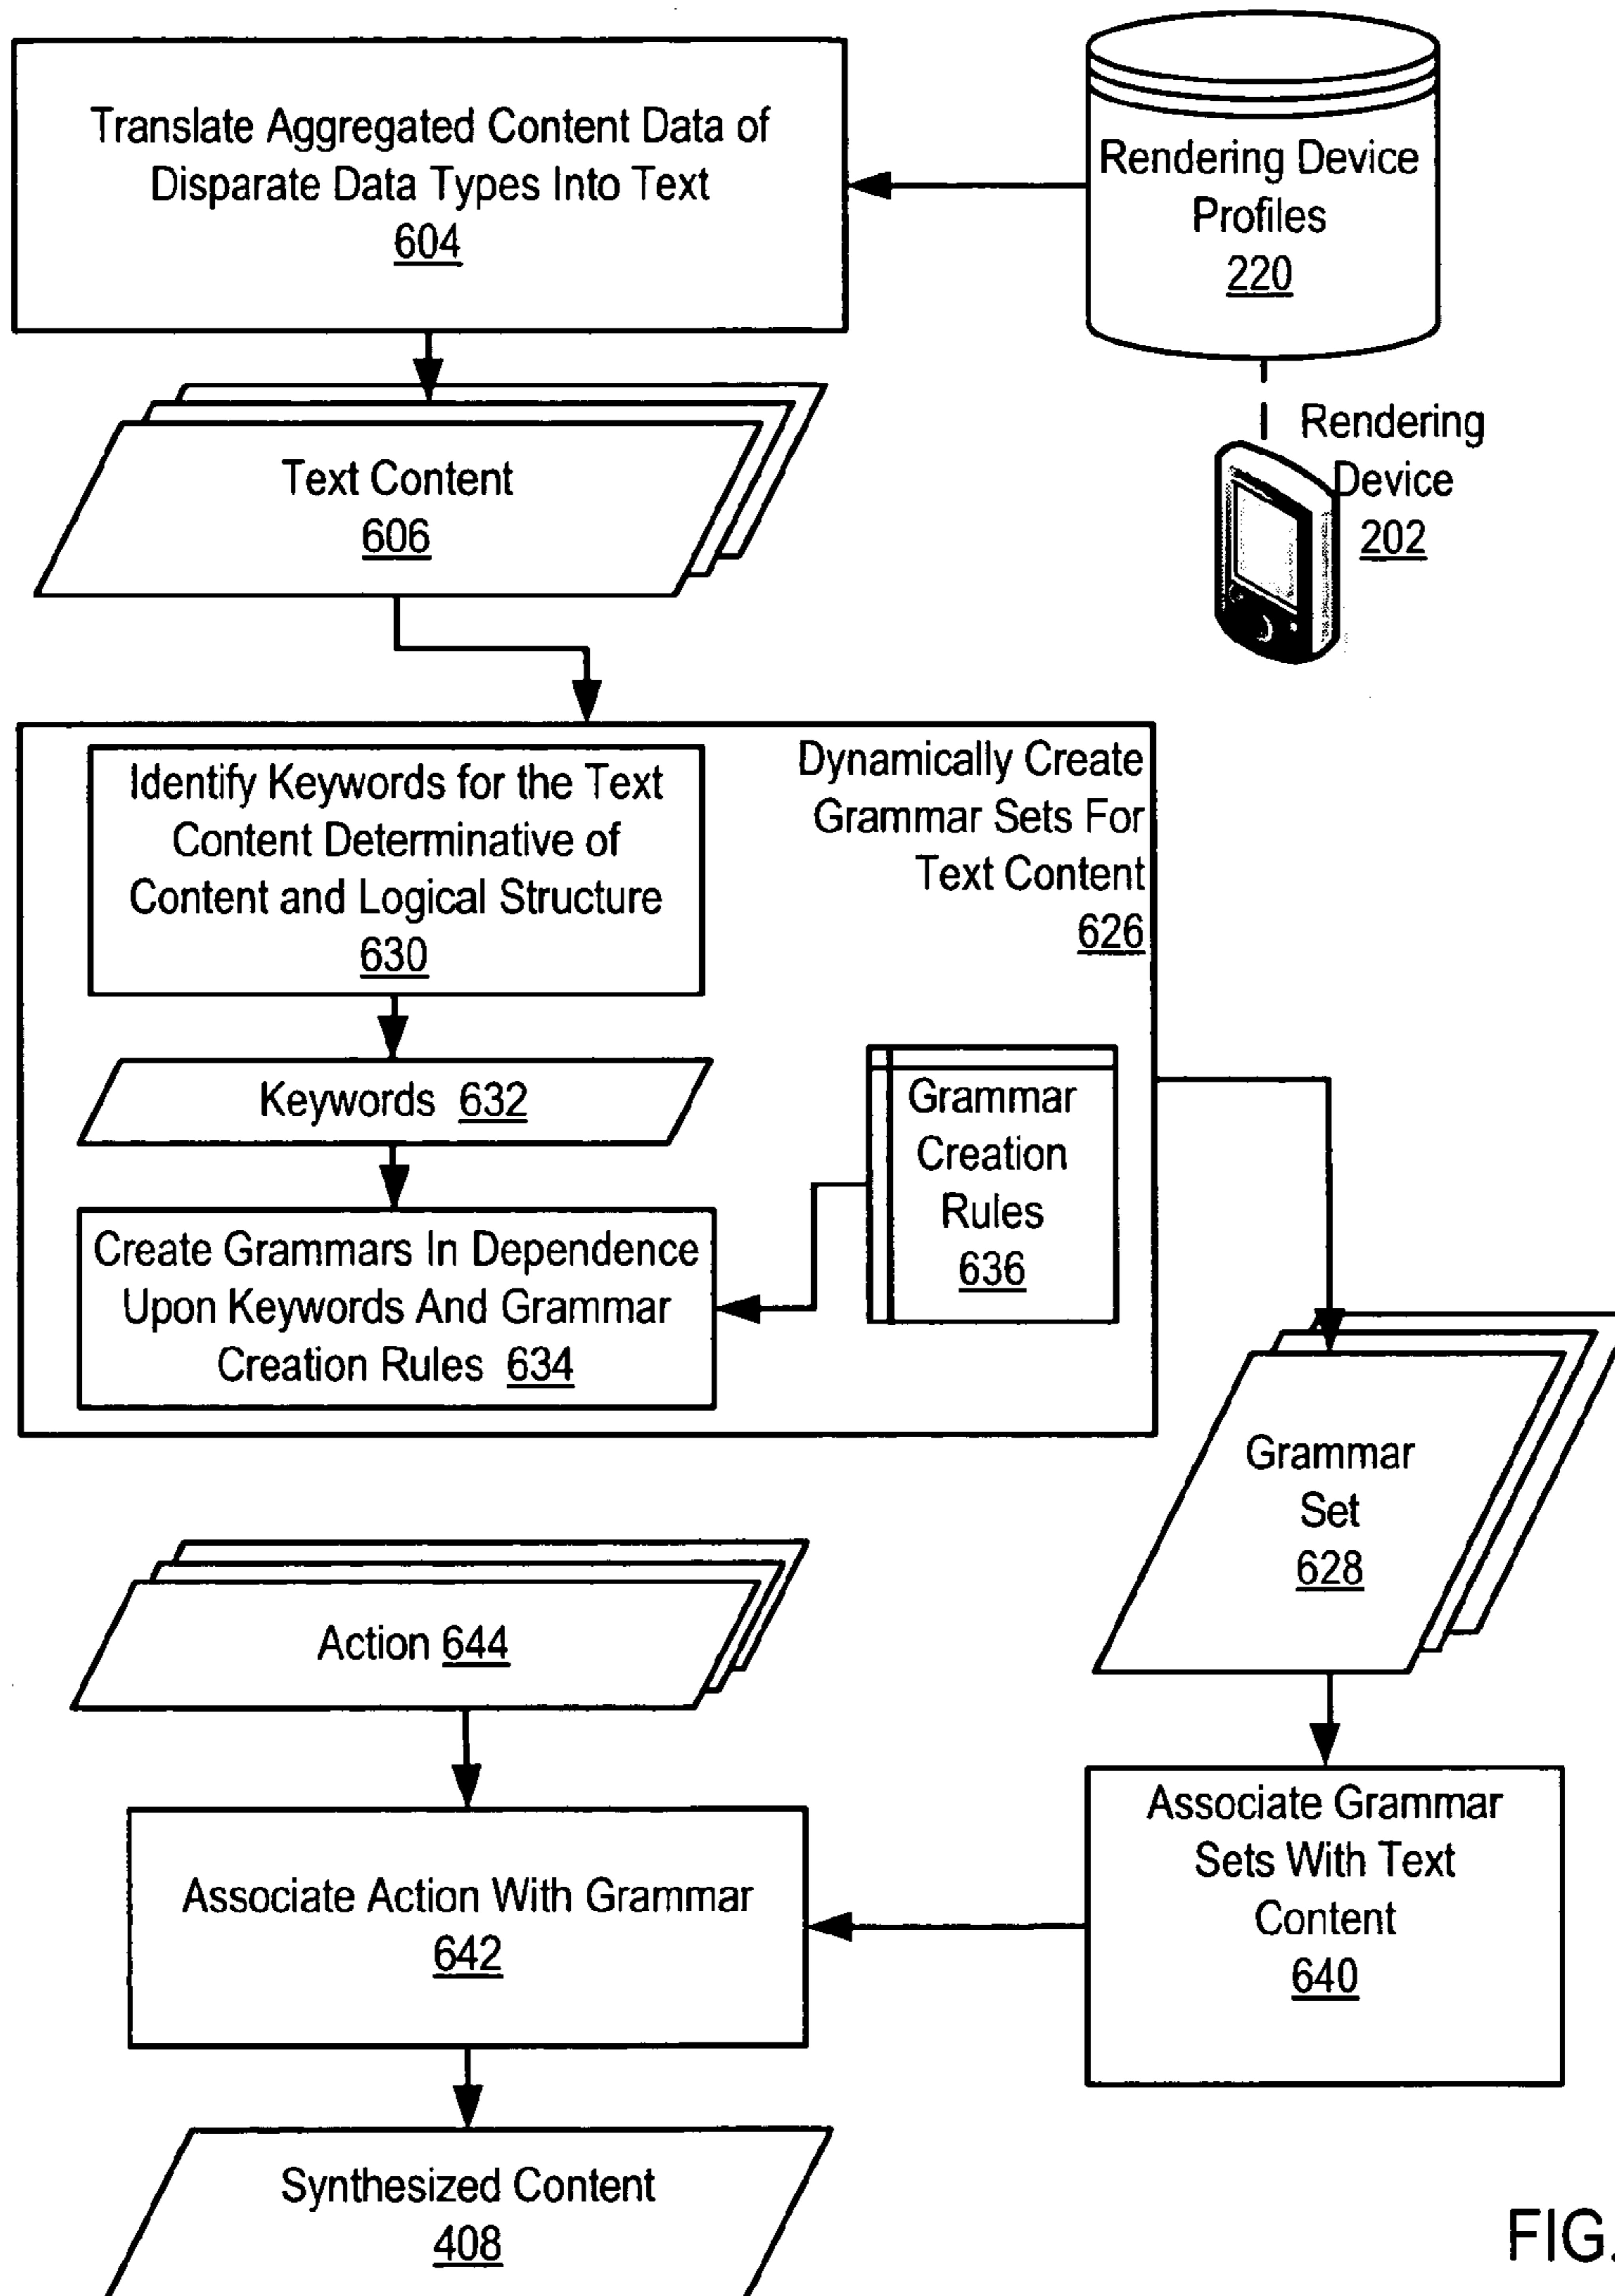 Translate Aggregated Content Data of
Disparate Data Types Into Text
604
Rendering Device
Profiles
220
Rendering
Device
202
Text Content
606
Dynamically Create
Grammar Sets For
Text Content
626
Identify Keywords for the Text
Content Determinative of
Content and Logical Structure
630
Keywords 632
Grammar
Creation
Rules
636
Create Grammars In Dependence
Upon Keywords And Grammar
Creation Rules 634
Grammar
Set
628
Action 644
Associate Grammar
Sets With Text
Content
640
Associate Action With Grammar
642
Synthesized Content
408
FIG.